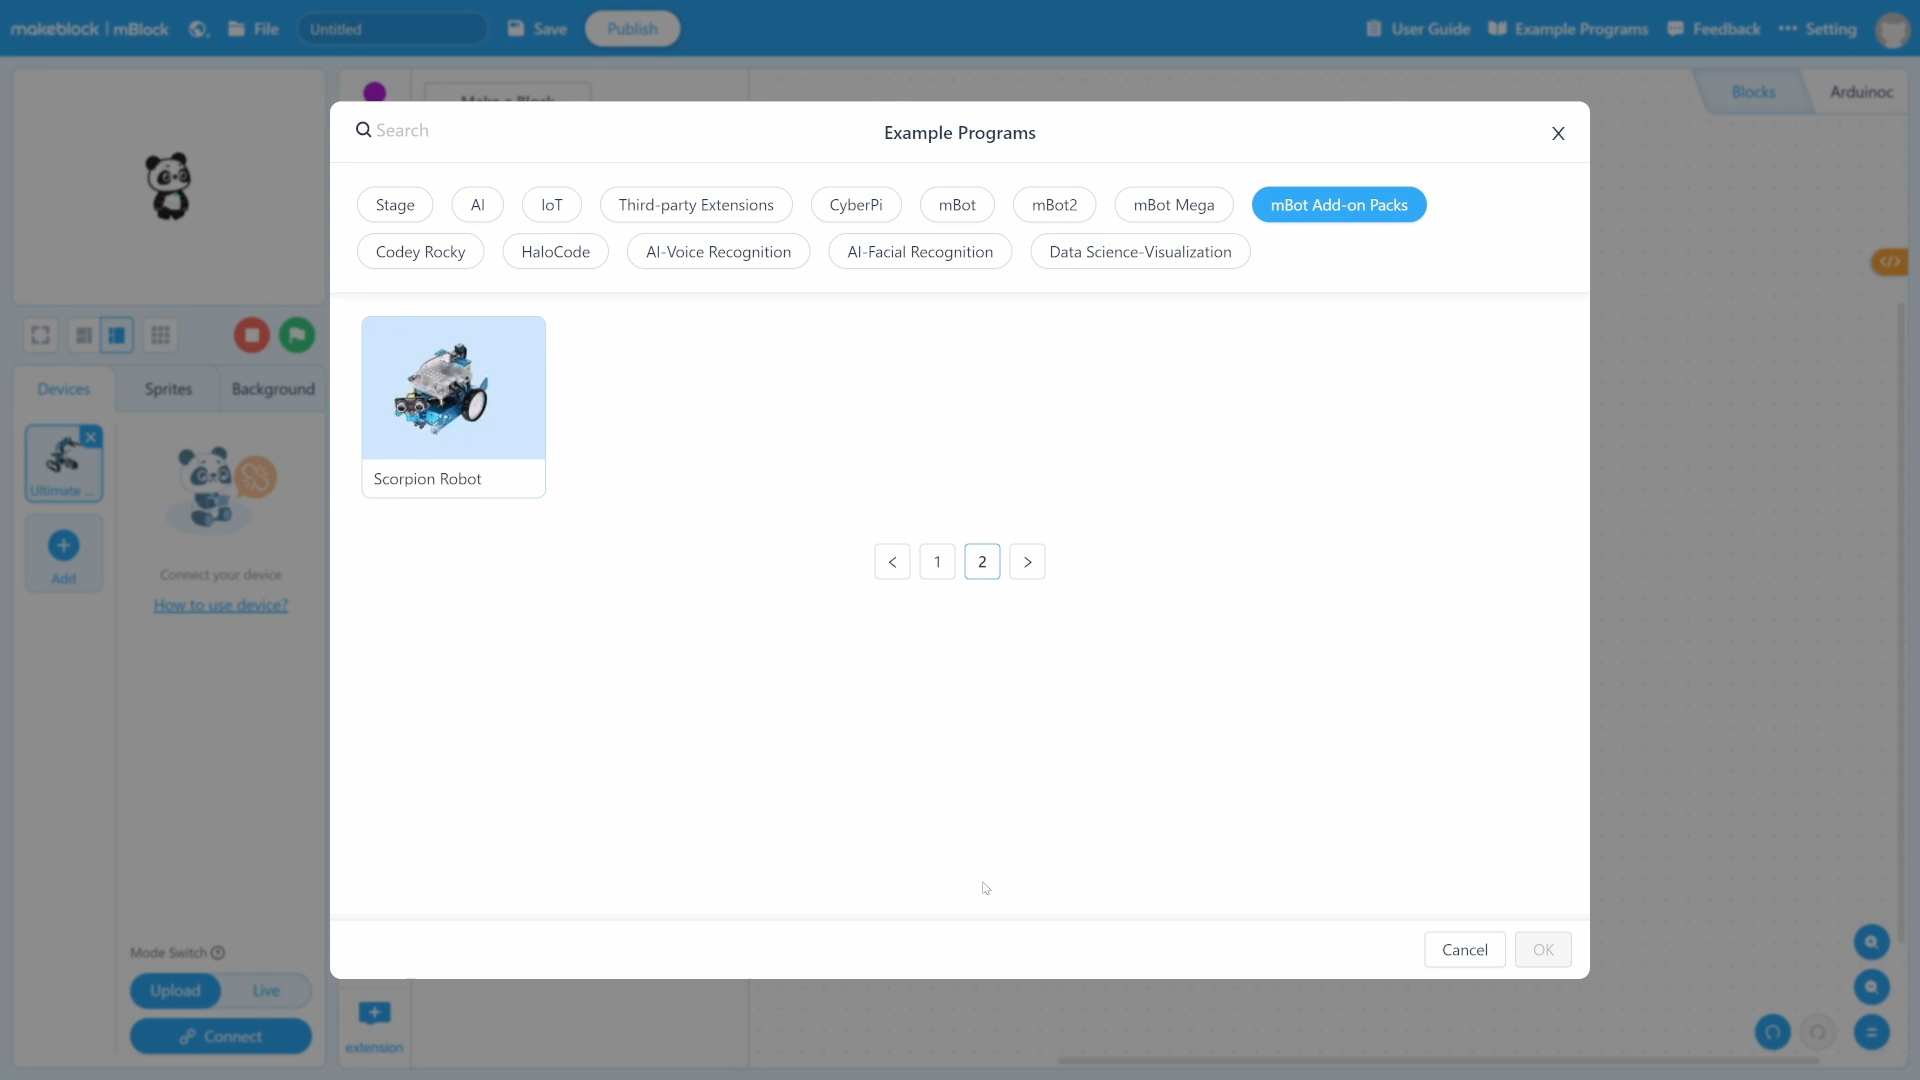 makeblock | mBlock
File
Untitled
Save
Publish
User Guide
Example Programs
Feedback
Setting
Make a Block
Blocks
Arduinoc
Search
Example Programs
X
Stage
AI
IoT
Third-party Extensions
CyberPi
mBot
mBot2
mBot Mega
mBot Add-on Packs
Codey Rocky
HaloCode
AI-Voice Recognition
AI-Facial Recognition
Data Science-Visualization
</>
Devices
Sprites
Background
Scorpion Robot
Ultimate ...
Add
Connect your device
How to use device?
< 1 2 >
Mode Switch
Upload
Live
Connect
extension
Cancel
OK